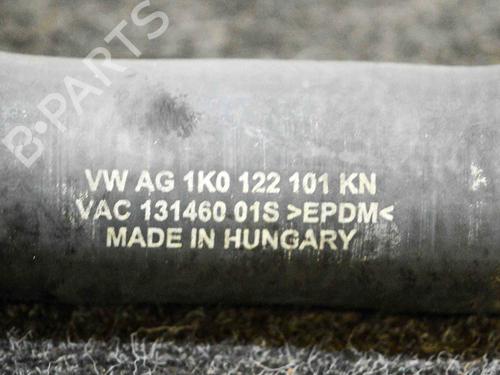 B-PARTS
VW AG 1K0 122 101 KN
VAC 131460 01S >EPDM<
MADE IN HUNGARY